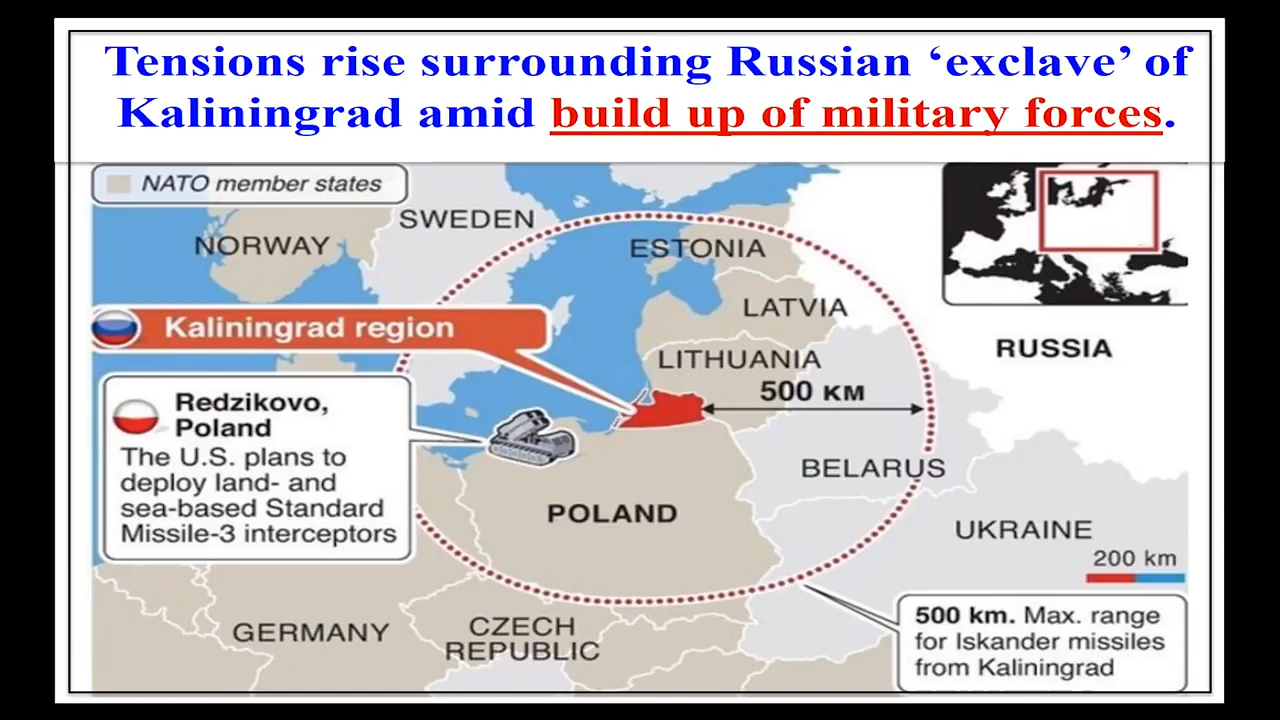 Tensions rise surrounding Russian ‘exclave’ of
Kaliningrad amid build up of military forces.
NATO member states
SWEDEN
NORWAY
ESTONIA
LATVIA
Kaliningrad region
RUSSIA
LITHUANIA
500 KM
Redzikovo,
Poland
The U.S. plans to
deploy land- and
sea-based Standard
Missile-3 interceptors
BELARUS
POLAND
UKRAINE
200 km
500 km. Max. range
for Iskander missiles
from Kaliningrad
GERMANY
CZECH
REPUBLIC